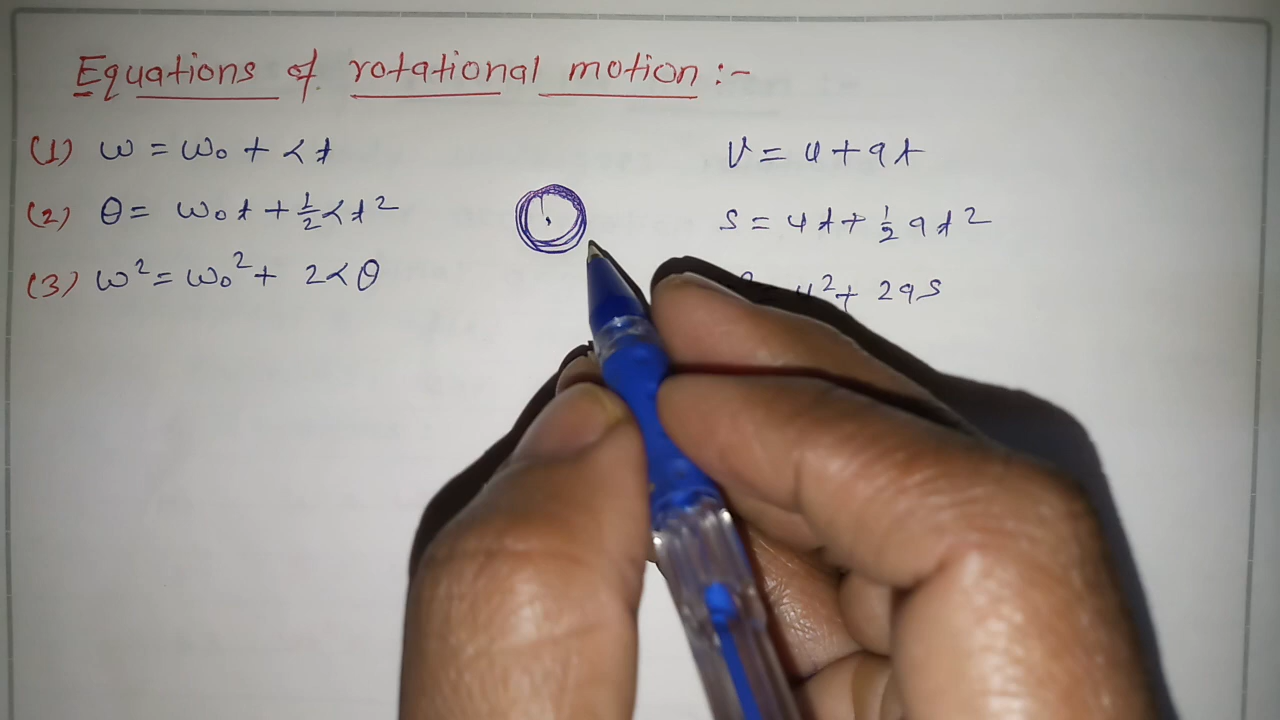 Equations of rotational motion :-
(1) ω = ω₀ + αt
v = u + at
(2) θ = ω₀t + ½αt²
s = ut + ½at²
(3) ω² = ω₀² + 2αθ
u² + 2as